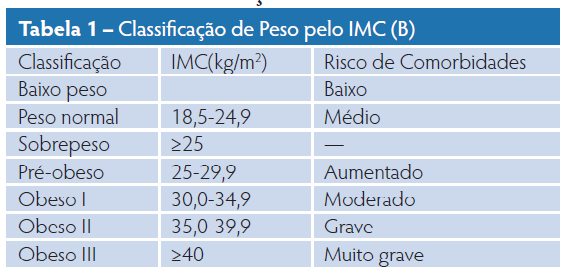 Tabela 1 – Classificação de Peso pelo IMC (B)
Classificação IMC(kg/m²) Risco de Comorbidades
Baixo peso Baixo
Peso normal 18,5-24,9 Médio
Sobrepeso ≥25 —
Pré-obeso 25-29,9 Aumentado
Obeso I 30,0-34,9 Moderado
Obeso II 35,0 39,9 Grave
Obeso III ≥40 Muito grave